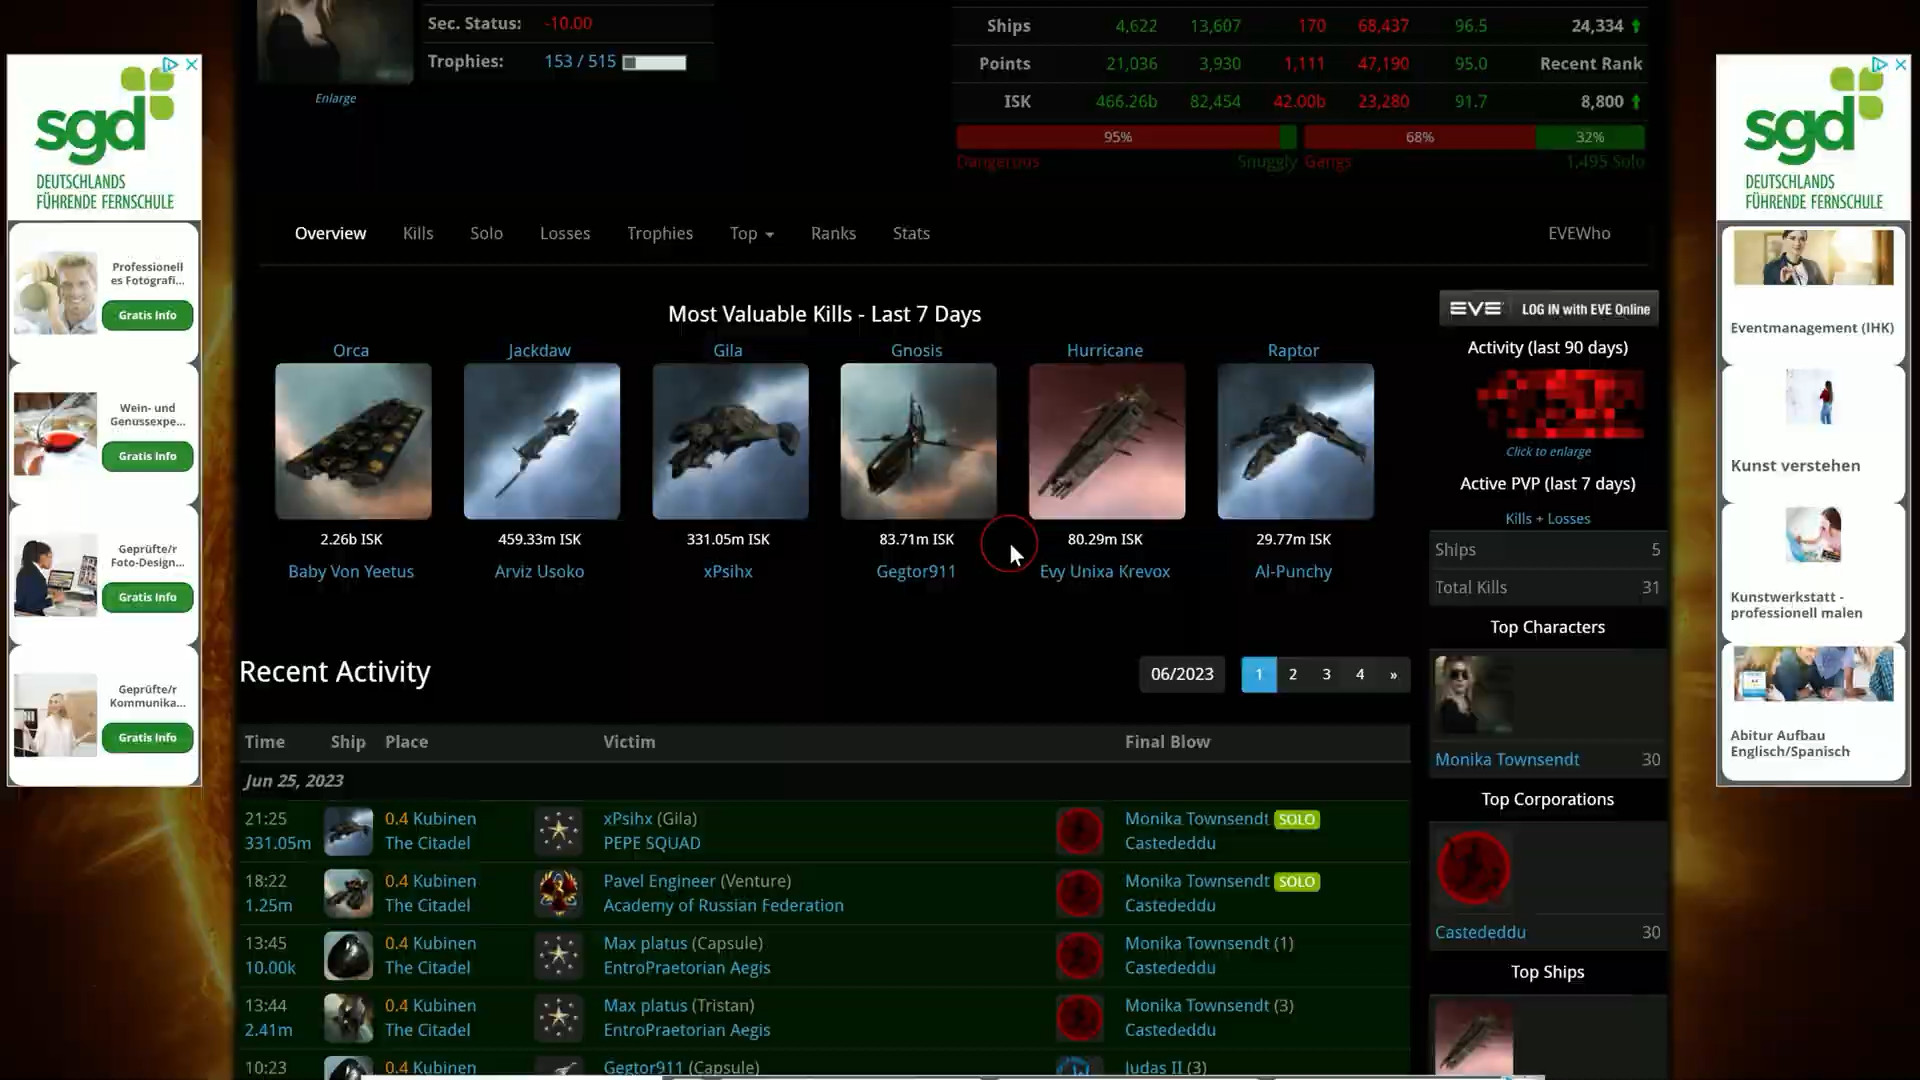 Sec. Status: -10.00
Trophies: 153 / 515
Enlarge
Ships 4,622 13,607 170 68,437 96.5 24,334
Points 21,036 3,930 1,111 47,190 95.0 Recent Rank
ISK 466.26b 82,454 42.00b 23,280 91.7 8,800
95% 68% 32%
Dangerous Snuggly Gangs 1,495 Solo
sgd
DEUTSCHLANDS
FÜHRENDE FERNSCHULE
Professionell
es Fotografi...
Gratis Info
Wein- und
Genussexpe...
Gratis Info
Geprüfte/r
Foto-Design...
Gratis Info
Geprüfte/r
Kommunika...
Gratis Info
Overview Kills Solo Losses Trophies Top Ranks Stats EVEWho
Most Valuable Kills - Last 7 Days
Orca Jackdaw Gila Gnosis Hurricane Raptor
2.26b ISK 459.33m ISK 331.05m ISK 83.71m ISK 80.29m ISK 29.77m ISK
Baby Von Yeetus Arviz Usoko xPsihx Gegtor911 Evy Unixa Krevox Al-Punchy
Recent Activity 06/2023 1 2 3 4 »
Time Ship Place Victim Final Blow
Jun 25, 2023
21:25 0.4 Kubinen xPsihx (Gila) Monika Townsendt SOLO
331.05m The Citadel PEPE SQUAD Castededdu
18:22 0.4 Kubinen Pavel Engineer (Venture) Monika Townsendt SOLO
1.25m The Citadel Academy of Russian Federation Castededdu
13:45 0.4 Kubinen Max platus (Capsule) Monika Townsendt (1)
10.00k The Citadel EntroPraetorian Aegis Castededdu
13:44 0.4 Kubinen Max platus (Tristan) Monika Townsendt (3)
2.41m The Citadel EntroPraetorian Aegis Castededdu
10:23 0.4 Kubinen Gegtor911 (Capsule) Judas II (3)
EVE LOG IN with EVE Online
Activity (last 90 days)
Click to enlarge
Active PVP (last 7 days)
Kills + Losses
Ships 5
Total Kills 31
Top Characters
Monika Townsendt 30
Top Corporations
Castededdu 30
Top Ships
sgd
DEUTSCHLANDS
FÜHRENDE FERNSCHULE
Eventmanagement (IHK)
Kunst verstehen
Kunstwerkstatt -
professionell malen
Abitur Aufbau
Englisch/Spanisch